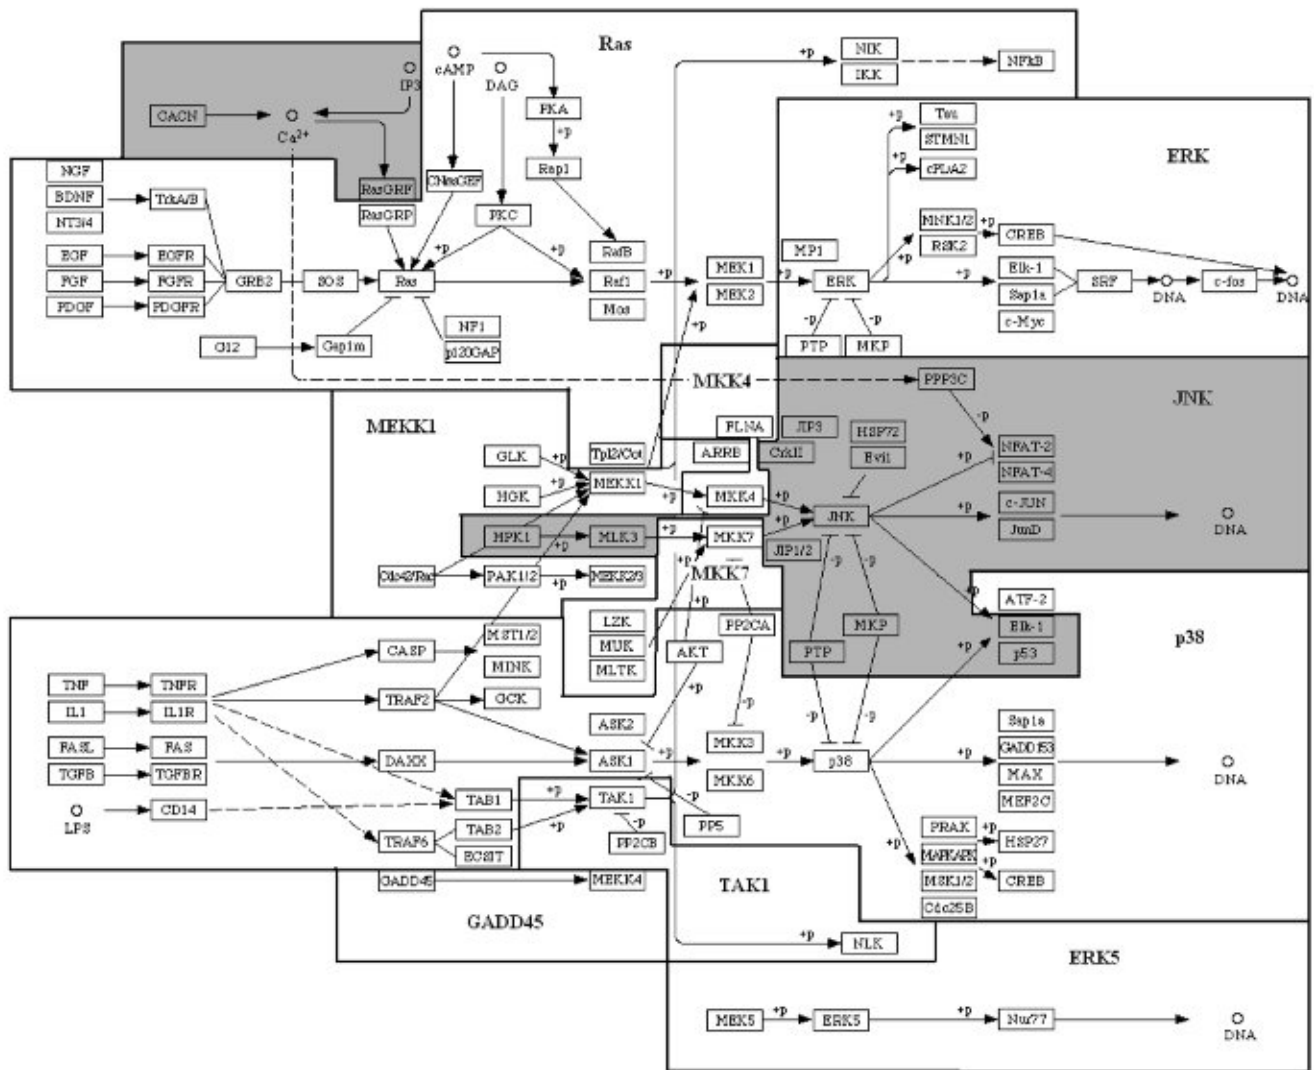 Ras
NIK
IKK
+p
NFkB
IP3
cAMP
DAG
CACN
Ca2+
PKA
+p
Rap1
Tau
STMN1
+p
cPLA2
ERK
NGF
BDNF
NT3/4
TrkA/B
RasGRF
RasGRP
CNrasGEF
PKC
MNK1/2
RSK2
+p
CREB
+p
EGF
EGFR
FGF
FGFR
PDGF
PDGFR
GRB2
SOS
Ras
+p
+p
RafB
Raf1
Mos
+p
MEK1
MEK2
+p
MP1
ERK
+p
Elk-1
Sap1a
c-Myc
SRF
DNA
c-fos
DNA
G12
Gap1m
NF1
p120GAP
+p
-p
-p
PTP
MKP
MKK4
PPP3C
JNK
-p
MEKK1
FLNA
JIP3
CrkII
HSP72
Evi1
NFAT-2
NFAT-4
GLK
+p
Tpl2/Cot
ARRB
+p
HGK
+p
MEKK1
+p
MKK4
+p
JNK
+p
c-JUN
JunD
DNA
HPK1
+p
MLK3
+p
MKK7
+p
JIP1/2
-p
-p
Cdc42/Rac
PAK1/2
+p
MEKK2/3
+p
MKK7
+p
ATF-2
Elk-1
p53
p38
LZK
MUK
MLTK
PP2CA
AKT
PTP
MKP
+p
CASP
MST1/2
MINK
GCK
TNF
TNFR
TRAF2
+p
IL1
IL1R
ASK2
-p
-p
-p
FASL
FAS
DAXX
ASK1
+p
MKK3
MKK6
+p
p38
+p
Sap1a
GADD153
MAX
MEF2C
DNA
TGFB
TGFBR
LPS
CD14
TAB1
+p
TAK1
-p
TRAF6
TAB2
+p
-p
PP5
ECSIT
PP2CB
+p
PRAK
+p
HSP27
MAPKAPK
+p
MSK1/2
CREB
Cdc25B
GADD45
MEKK4
TAK1
GADD45
+p
NLK
ERK5
MEK5
+p
ERK5
+p
Nur77
DNA